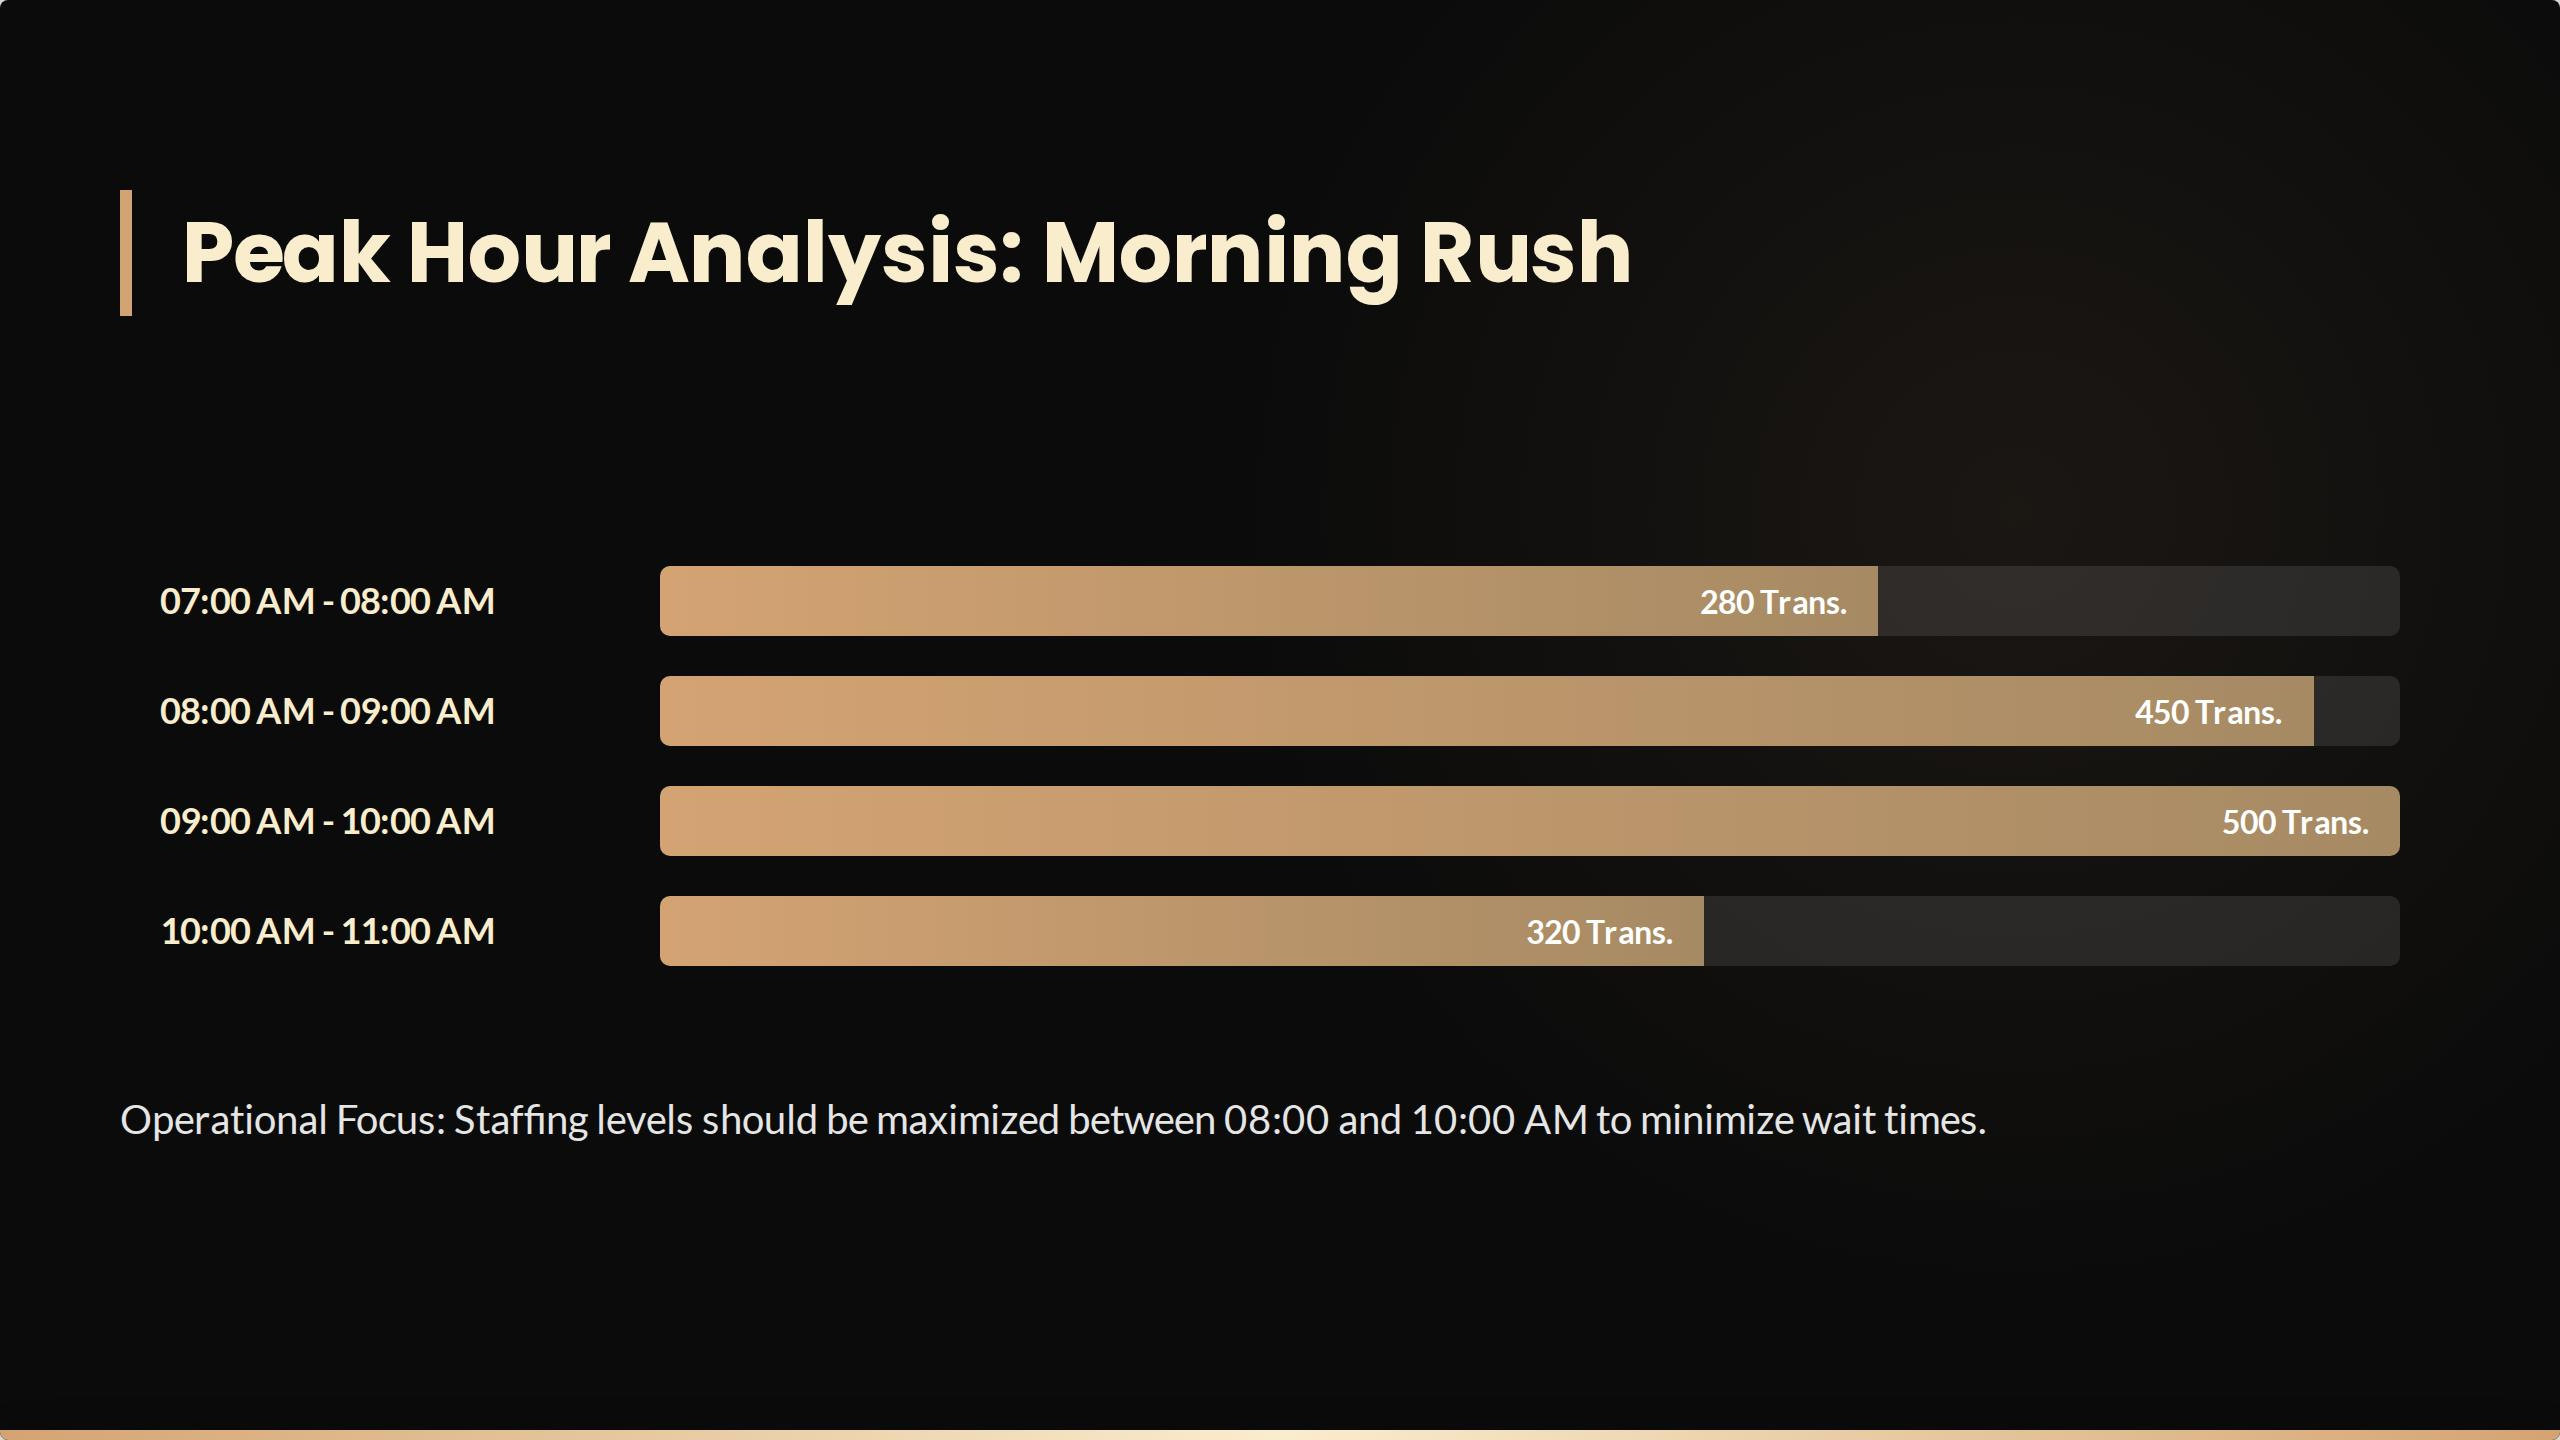 Peak Hour Analysis: Morning Rush
07:00 AM - 08:00 AM
280 Trans.
08:00 AM - 09:00 AM
450 Trans.
09:00 AM - 10:00 AM
500 Trans.
10:00 AM - 11:00 AM
320 Trans.
Operational Focus: Staffing levels should be maximized between 08:00 and 10:00 AM to minimize wait times.